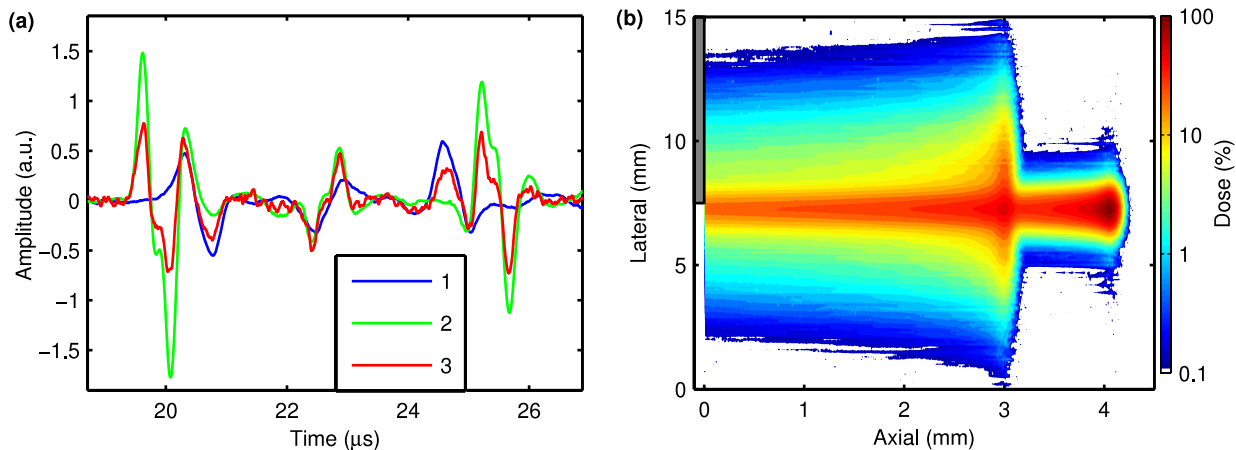 (a)
1.5
1
0.5
0
−0.5
−1
−1.5
Amplitude (a.u.)
20 22 24 26
Time (μs)
1
2
3
(b)
15
10
5
0
Lateral (mm)
0 1 2 3 4
Axial (mm)
100
10
1
0.1
Dose (%)